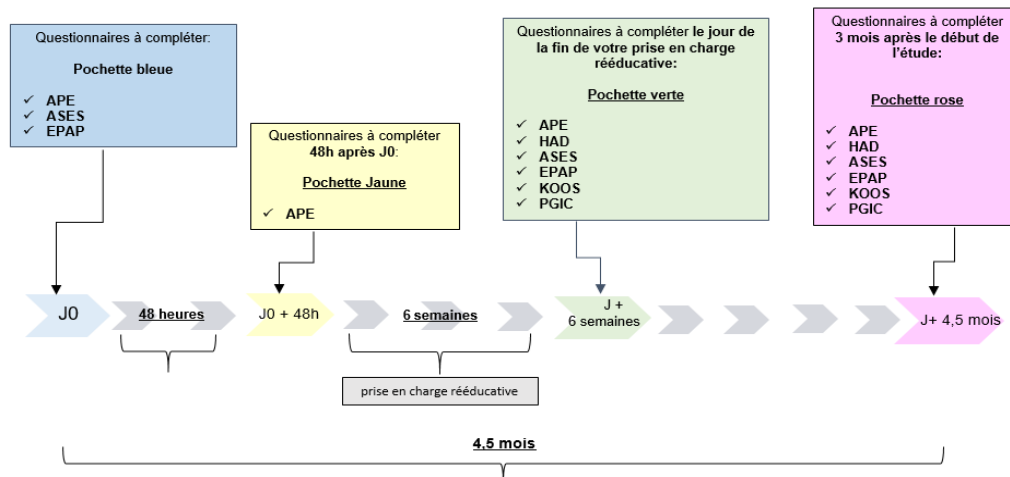 Questionnaires à compléter:
Pochette bleue
✓ APE
✓ ASES
✓ EPAP
Questionnaires à compléter
48h après J0:
Pochette Jaune
✓ APE
Questionnaires à compléter le jour de
la fin de votre prise en charge
rééducative:
Pochette verte
✓ APE
✓ HAD
✓ ASES
✓ EPAP
✓ KOOS
✓ PGIC
Questionnaires à compléter
3 mois après le début de
l'étude:
Pochette rose
✓ APE
✓ HAD
✓ ASES
✓ EPAP
✓ KOOS
✓ PGIC
J0
48 heures
J0 + 48h
6 semaines
J +
6 semaines
J+ 4,5 mois
prise en charge rééducative
4,5 mois